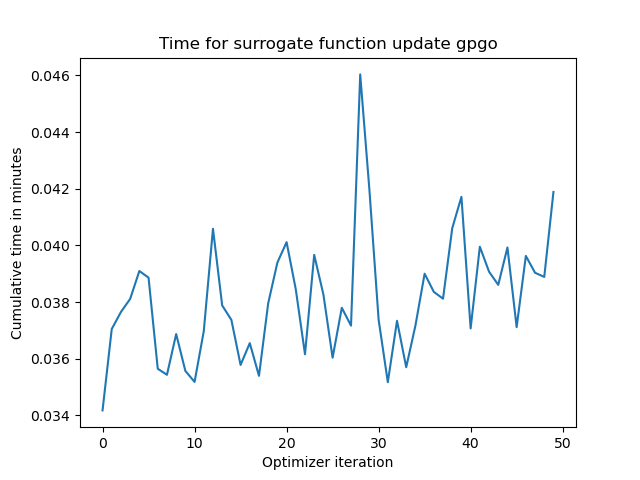 Time for surrogate function update gpgo
Cumulative time in minutes
0.046
0.044
0.042
0.040
0.038
0.036
0.034
0 10 20 30 40 50
Optimizer iteration